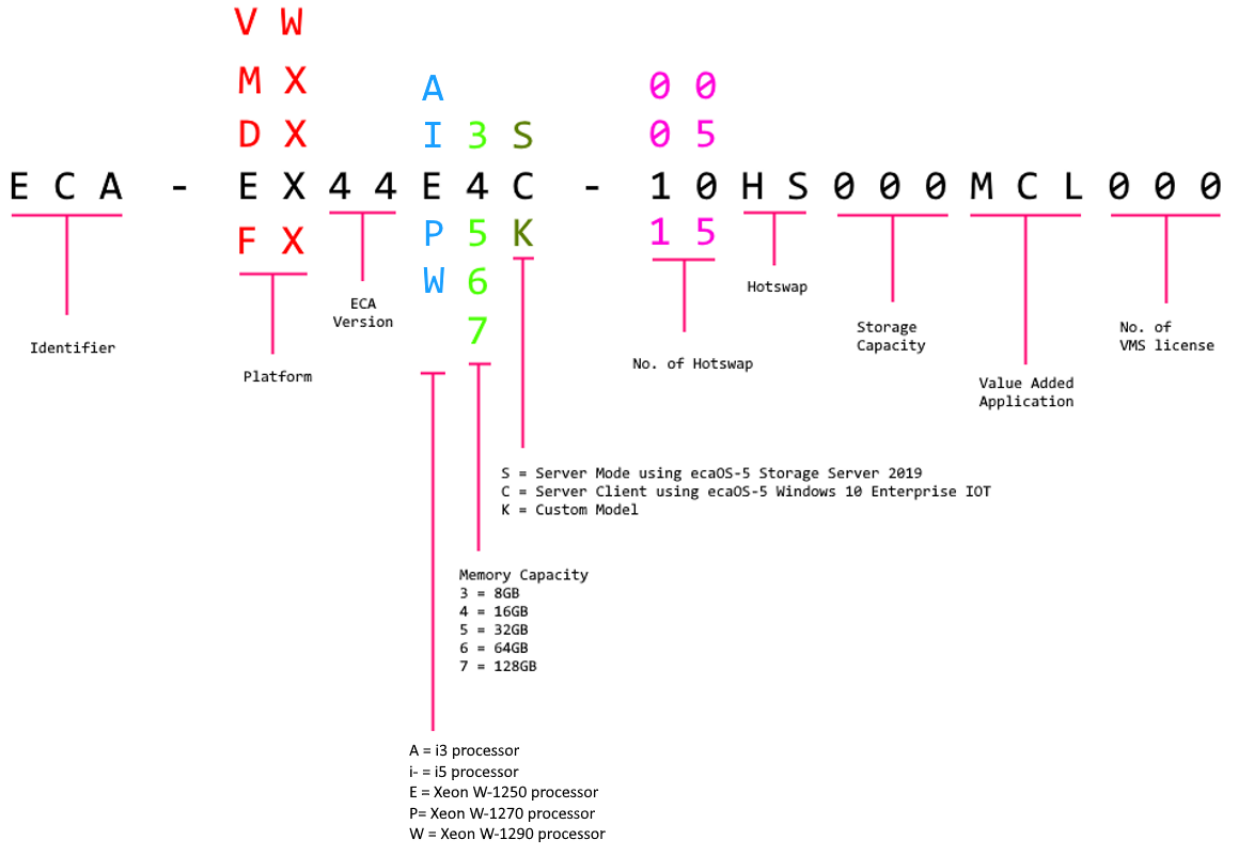 V W
M X
A
0 0
D X
I 3 S
0 5
E C A - E X 4 4 E 4 C - 1 0 H S 0 0 0 M C L 0 0 0
F X
P 5 K
1 5
W 6
7
Identifier
Platform
ECA
Version
No. of Hotswap
Hotswap
Storage
Capacity
Value Added
Application
No. of
VMS license
S = Server Mode using ecaOS-5 Storage Server 2019
C = Server Client using ecaOS-5 Windows 10 Enterprise IOT
K = Custom Model
Memory Capacity
3 = 8GB
4 = 16GB
5 = 32GB
6 = 64GB
7 = 128GB
A = i3 processor
i- = i5 processor
E = Xeon W-1250 processor
P= Xeon W-1270 processor
W = Xeon W-1290 processor